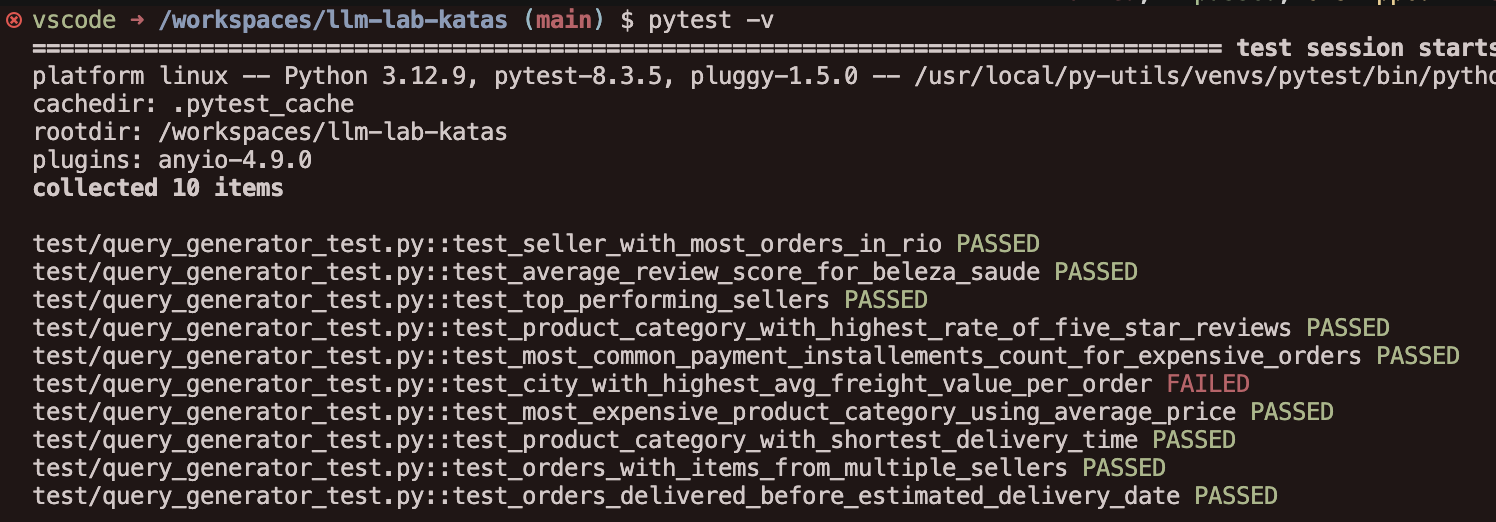 vscode → /workspaces/llm-lab-katas (main) $ pytest -v
======================================================================================= test session starts
platform linux -- Python 3.12.9, pytest-8.3.5, pluggy-1.5.0 -- /usr/local/py-utils/venvs/pytest/bin/pytho
cachedir: .pytest_cache
rootdir: /workspaces/llm-lab-katas
plugins: anyio-4.9.0
collected 10 items
test/query_generator_test.py::test_seller_with_most_orders_in_rio PASSED
test/query_generator_test.py::test_average_review_score_for_beleza_saude PASSED
test/query_generator_test.py::test_top_performing_sellers PASSED
test/query_generator_test.py::test_product_category_with_highest_rate_of_five_star_reviews PASSED
test/query_generator_test.py::test_most_common_payment_installements_count_for_expensive_orders PASSED
test/query_generator_test.py::test_city_with_highest_avg_freight_value_per_order FAILED
test/query_generator_test.py::test_most_expensive_product_category_using_average_price PASSED
test/query_generator_test.py::test_product_category_with_shortest_delivery_time PASSED
test/query_generator_test.py::test_orders_with_items_from_multiple_sellers PASSED
test/query_generator_test.py::test_orders_delivered_before_estimated_delivery_date PASSED